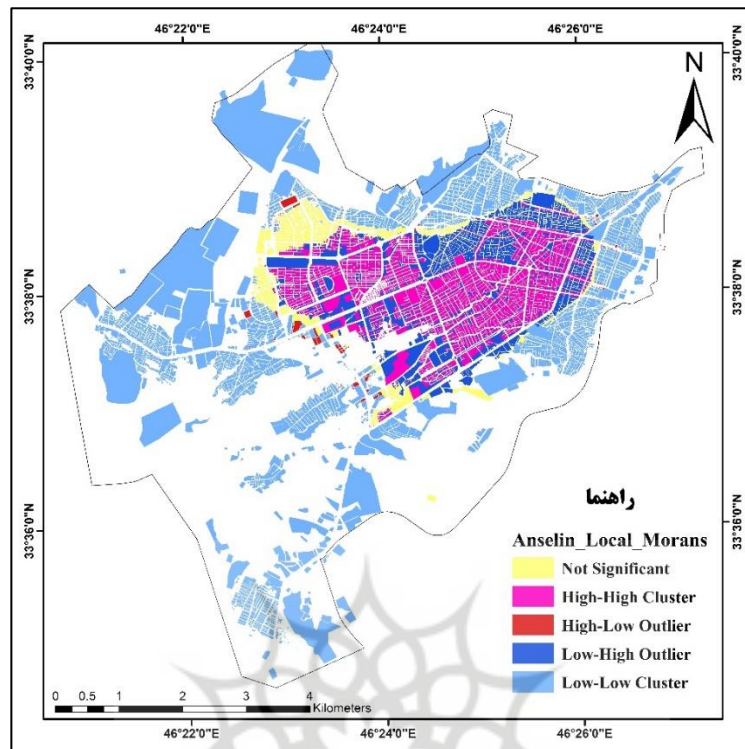 46°22'0"E 46°24'0"E 46°26'0"E
33°40'0"N 33°40'0"N
N
33°38'0"N 33°38'0"N
33°36'0"N 33°36'0"N
راهنما
Anselin_Local_Morans
Not Significant
High-High Cluster
High-Low Outlier
Low-High Outlier
Low-Low Cluster
0 0.5 1 2 3 4
Kilometers
46°22'0"E 46°24'0"E 46°26'0"E